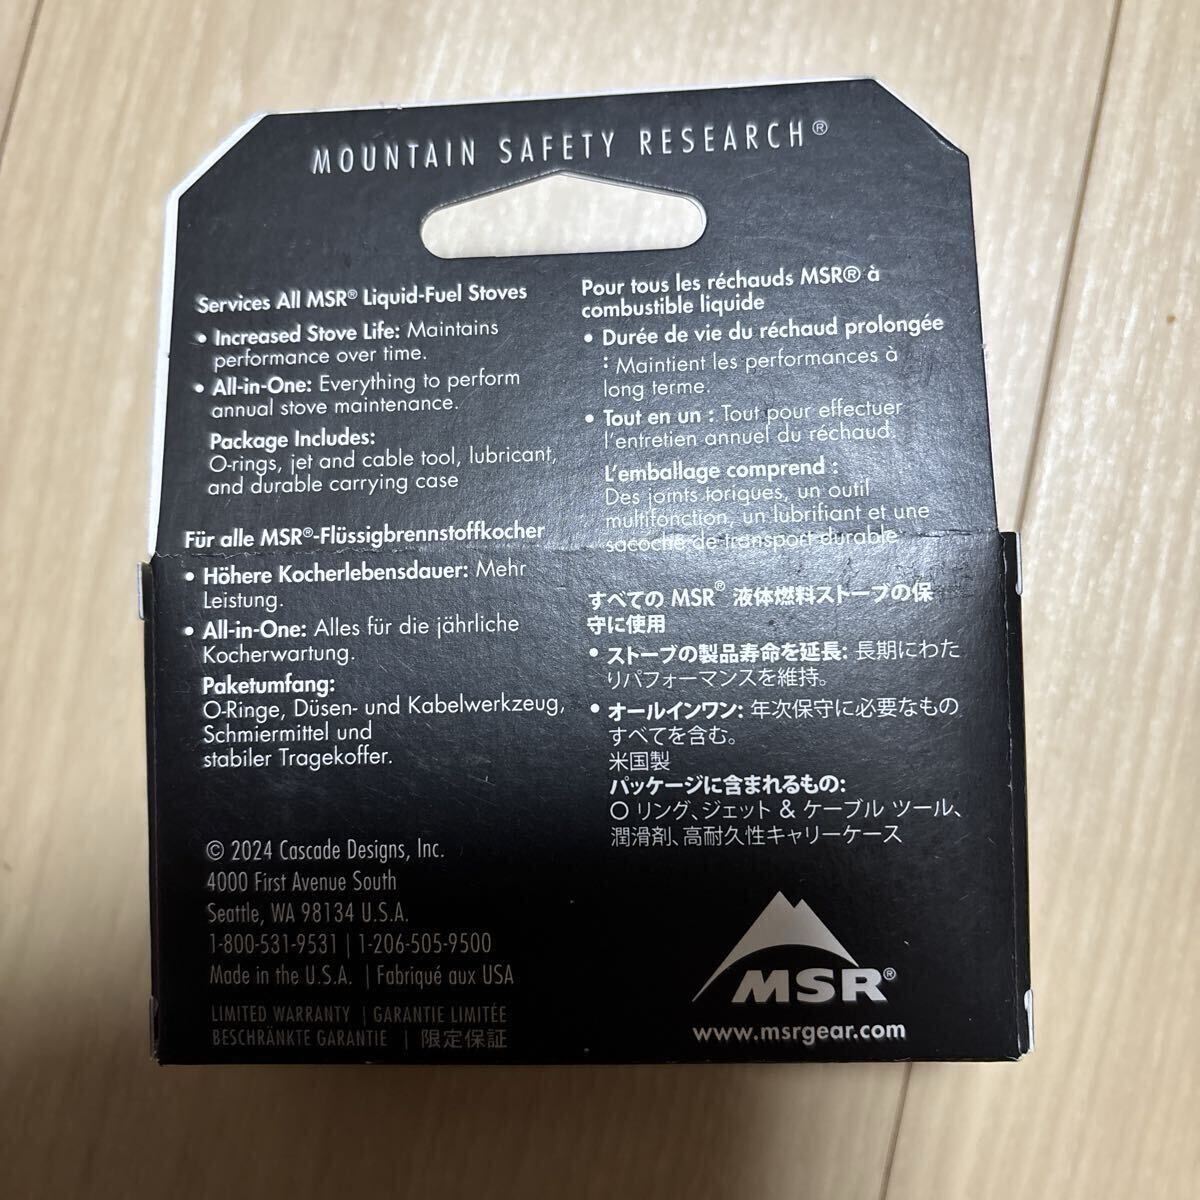 MOUNTAIN SAFETY RESEARCH®
Services All MSR® Liquid-Fuel Stoves
• Increased Stove Life: Maintains
performance over time.
• All-in-One: Everything to perform
annual stove maintenance.
Package Includes:
O-rings, jet and cable tool, lubricant,
and durable carrying case
Für alle MSR®-Flüssigbrennstoffkocher
• Höhere Kocherlebensdauer: Mehr
Leistung.
• All-in-One: Alles für die jährliche
Kocherwartung.
Paketumfang:
O-Ringe, Düsen- und Kabelwerkzeug,
Schmiermittel und
stabiler Tragekoffer.
Pour tous les réchauds MSR® à
combustible liquide
• Durée de vie du réchaud prolongée
: Maintient les performances à
long terme.
• Tout en un : Tout pour effectuer
l'entretien annuel du réchaud.
L'emballage comprend :
Des joints toriques, un outil
multifonction, un lubrifiant et une
sacoche de transport durable
すべての MSR® 液体燃料ストーブの保
守に使用
• ストーブの製品寿命を延長: 長期にわた
りパフォーマンスを維持。
• オールインワン: 年次保守に必要なもの
すべてを含む。
米国製
パッケージに含まれるもの:
O リング、ジェット & ケーブル ツール、
潤滑剤、高耐久性キャリーケース
© 2024 Cascade Designs, Inc.
4000 First Avenue South
Seattle, WA 98134 U.S.A.
1-800-531-9531 | 1-206-505-9500
Made in the U.S.A. | Fabriqué aux USA
LIMITED WARRANTY | GARANTIE LIMITÉE
BESCHRÄNKTE GARANTIE | 限定保証
MSR®
www.msrgear.com